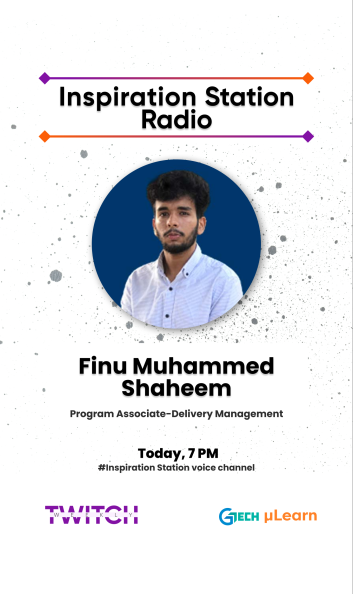 Inspiration Station
Radio
Finu Muhammed
Shaheem
Program Associate-Delivery Management
Today, 7 PM
#Inspiration Station voice channel
TWITCH
WEEKLY
GTECH µLearn